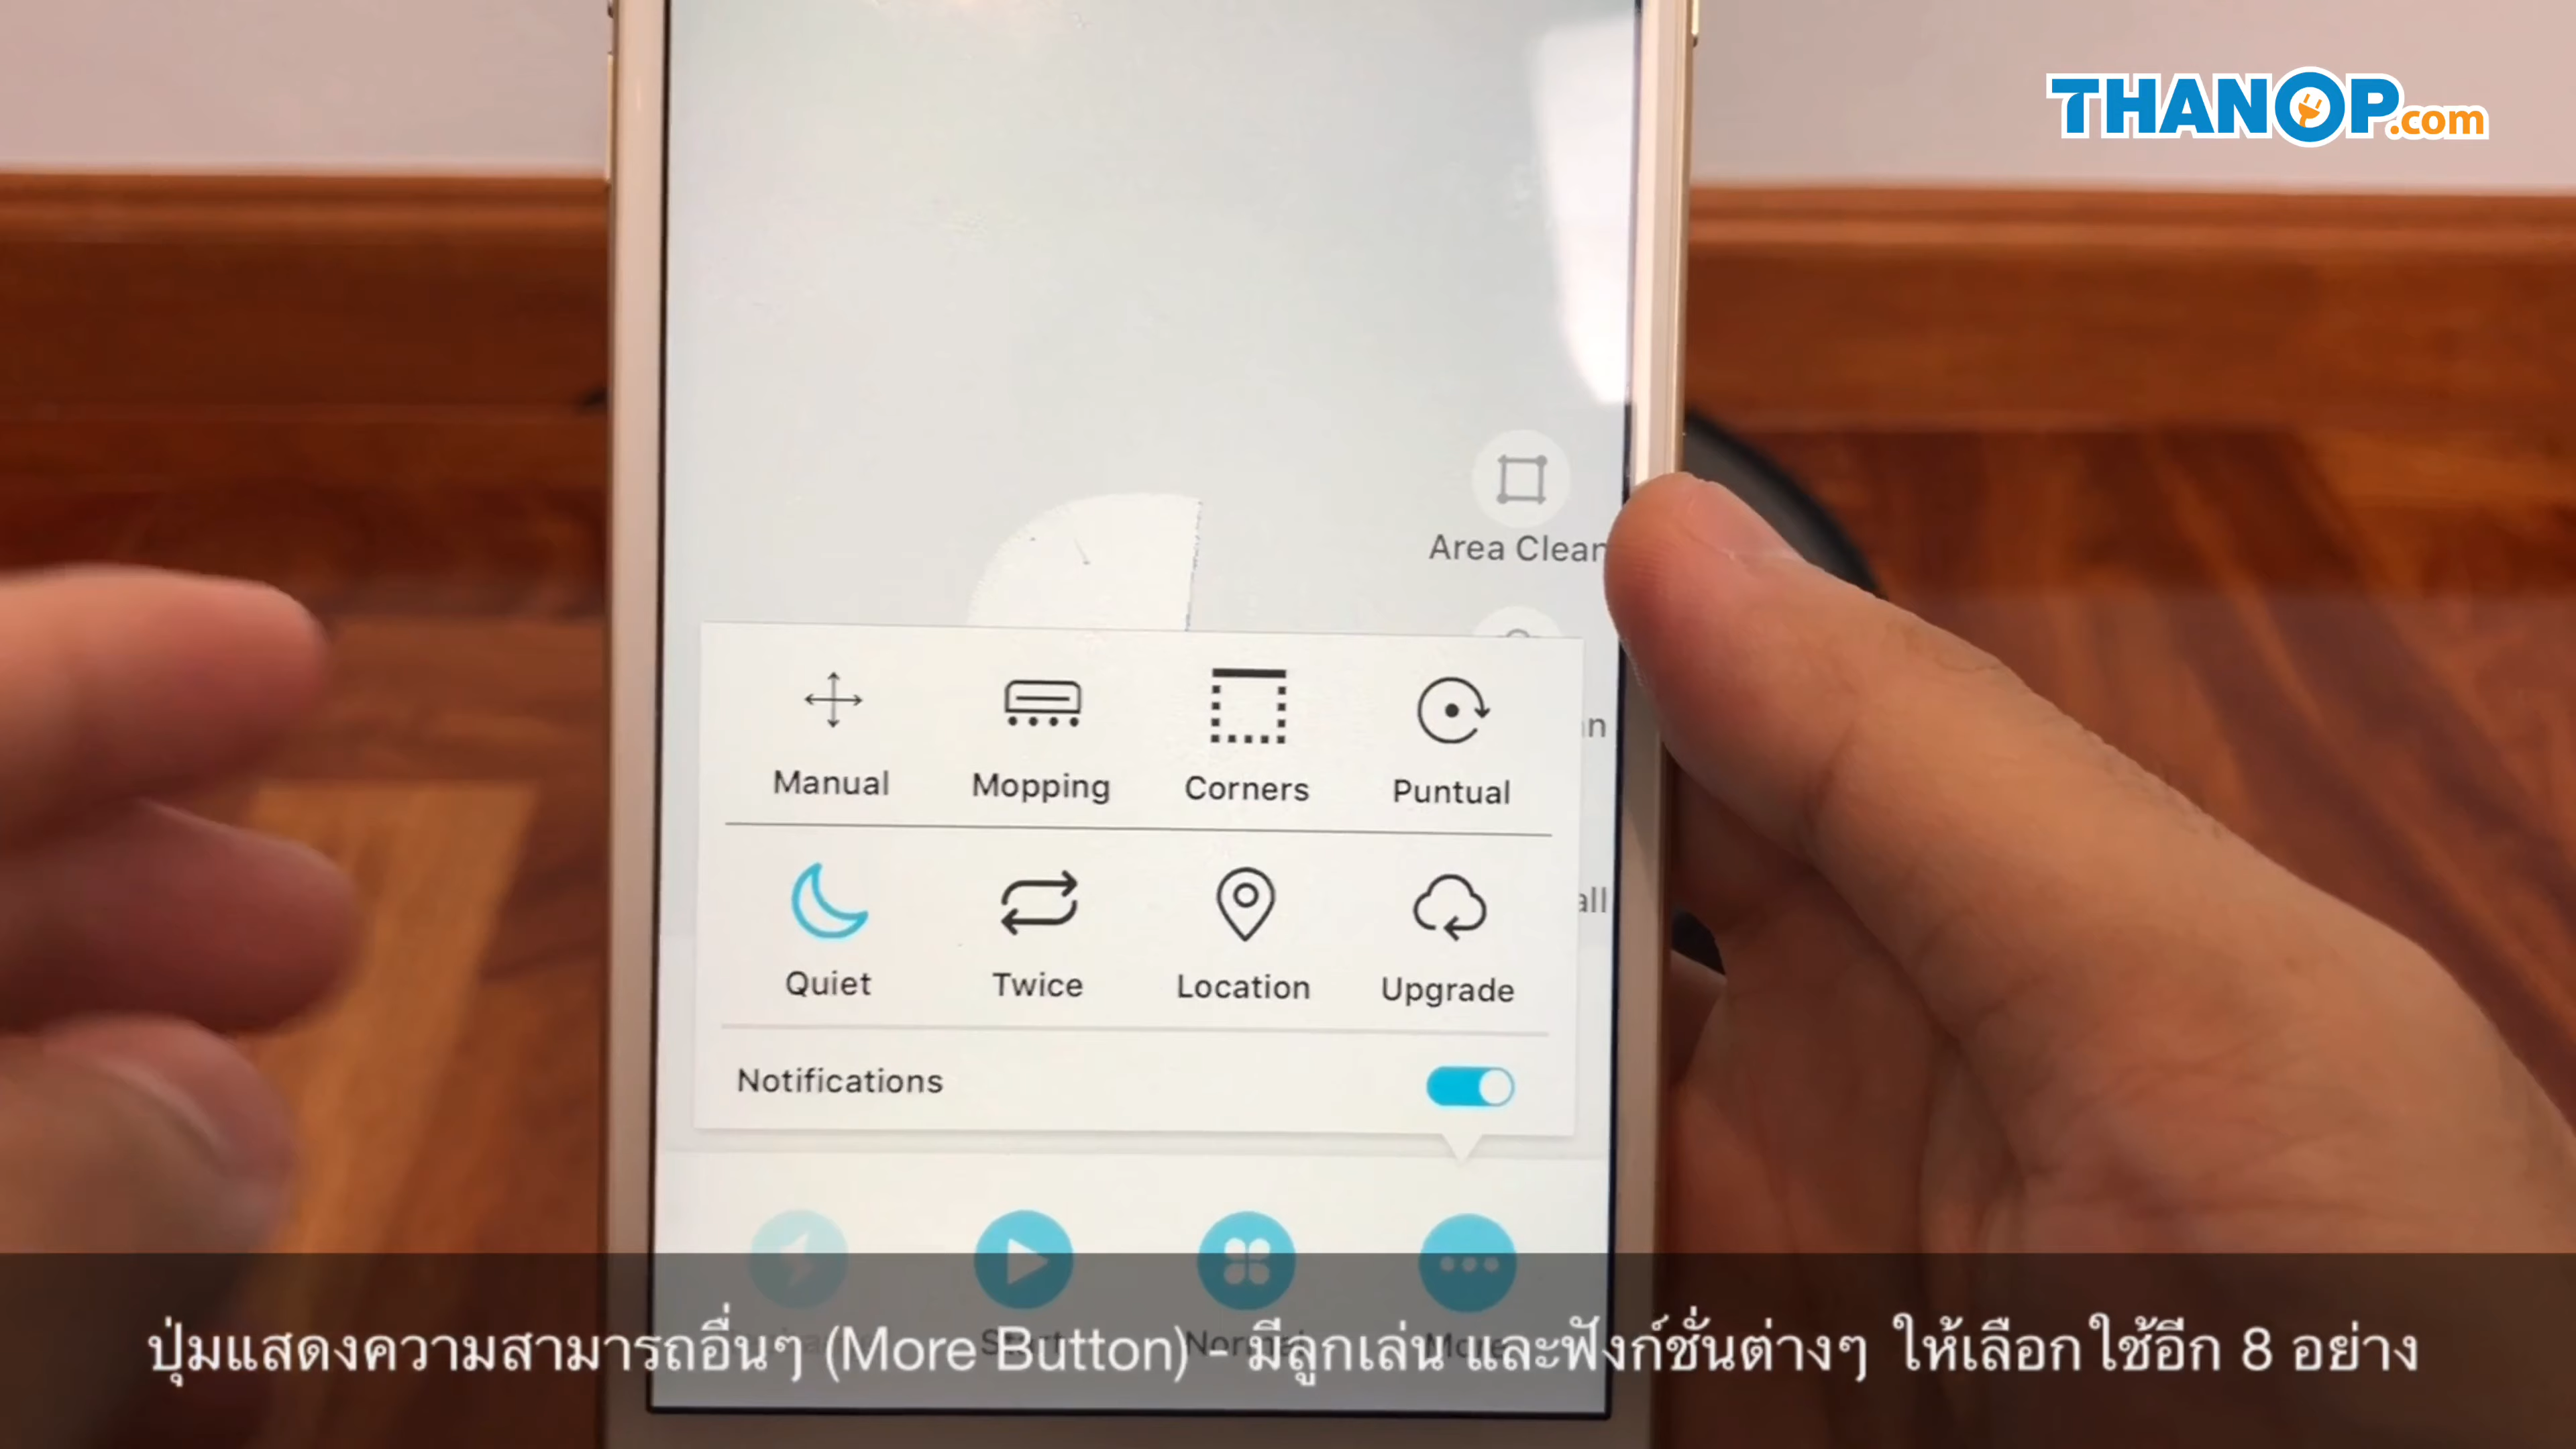 THANOP.com
Area Clean
Manual Mopping Corners Puntual
Quiet Twice Location Upgrade
Notifications
Start Normal More
ปุ่มแสดงความสามารถอื่นๆ (More Button) - มีลูกเล่น และฟังก์ชั่นต่างๆ ให้เลือกใช้อีก 8 อย่าง